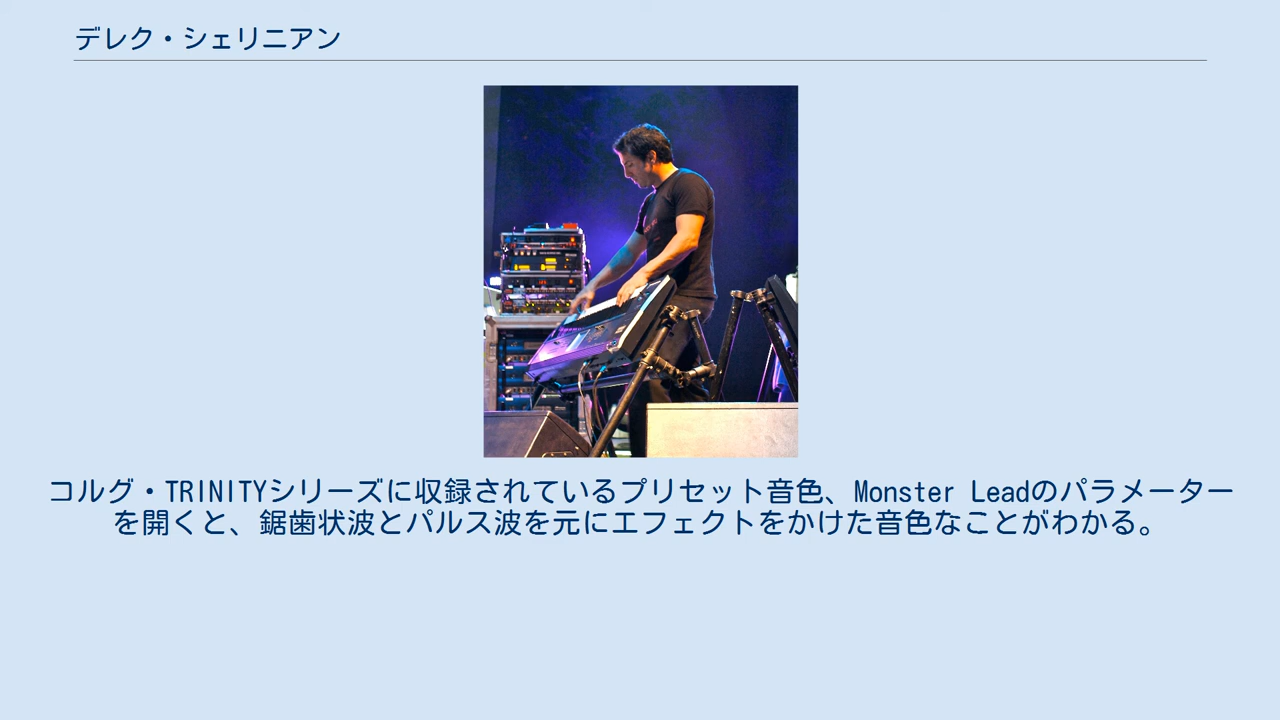 デレク・シェリニアン
コルグ・TRINITYシリーズに収録されているプリセット音色、Monster Leadのパラメーター
を開くと、鋸歯状波とパルス波を元にエフェクトをかけた音色なことがわかる。